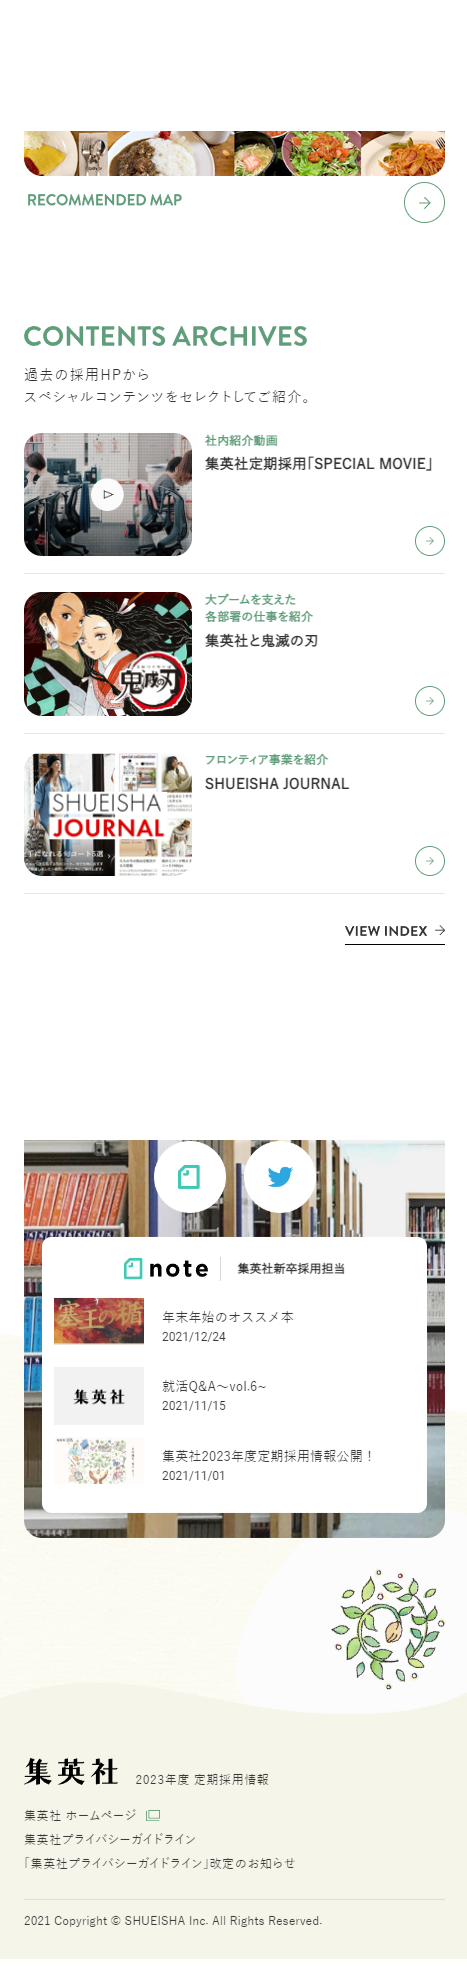 RECOMMENDED MAP
CONTENTS ARCHIVES
過去の採用HPから
スペシャルコンテンツをセレクトしてご紹介。
社内紹介動画
集英社定期採用「SPECIAL MOVIE」
大ブームを支えた
各部署の仕事を紹介
集英社と鬼滅の刃
鬼滅の刃
フロンティア事業を紹介
SHUEISHA JOURNAL
SHUEISHA
JOURNAL
VIEW INDEX
note
集英社新卒採用担当
塞王の楯
年末年始のオススメ本
2021/12/24
集英社
就活Q&A〜vol.6~
2021/11/15
集英社2023年度定期採用情報公開！
2021/11/01
集英社 2023年度 定期採用情報
集英社 ホームページ
集英社プライバシーガイドライン
「集英社プライバシーガイドライン」改定のお知らせ
2021 Copyright © SHUEISHA Inc. All Rights Reserved.